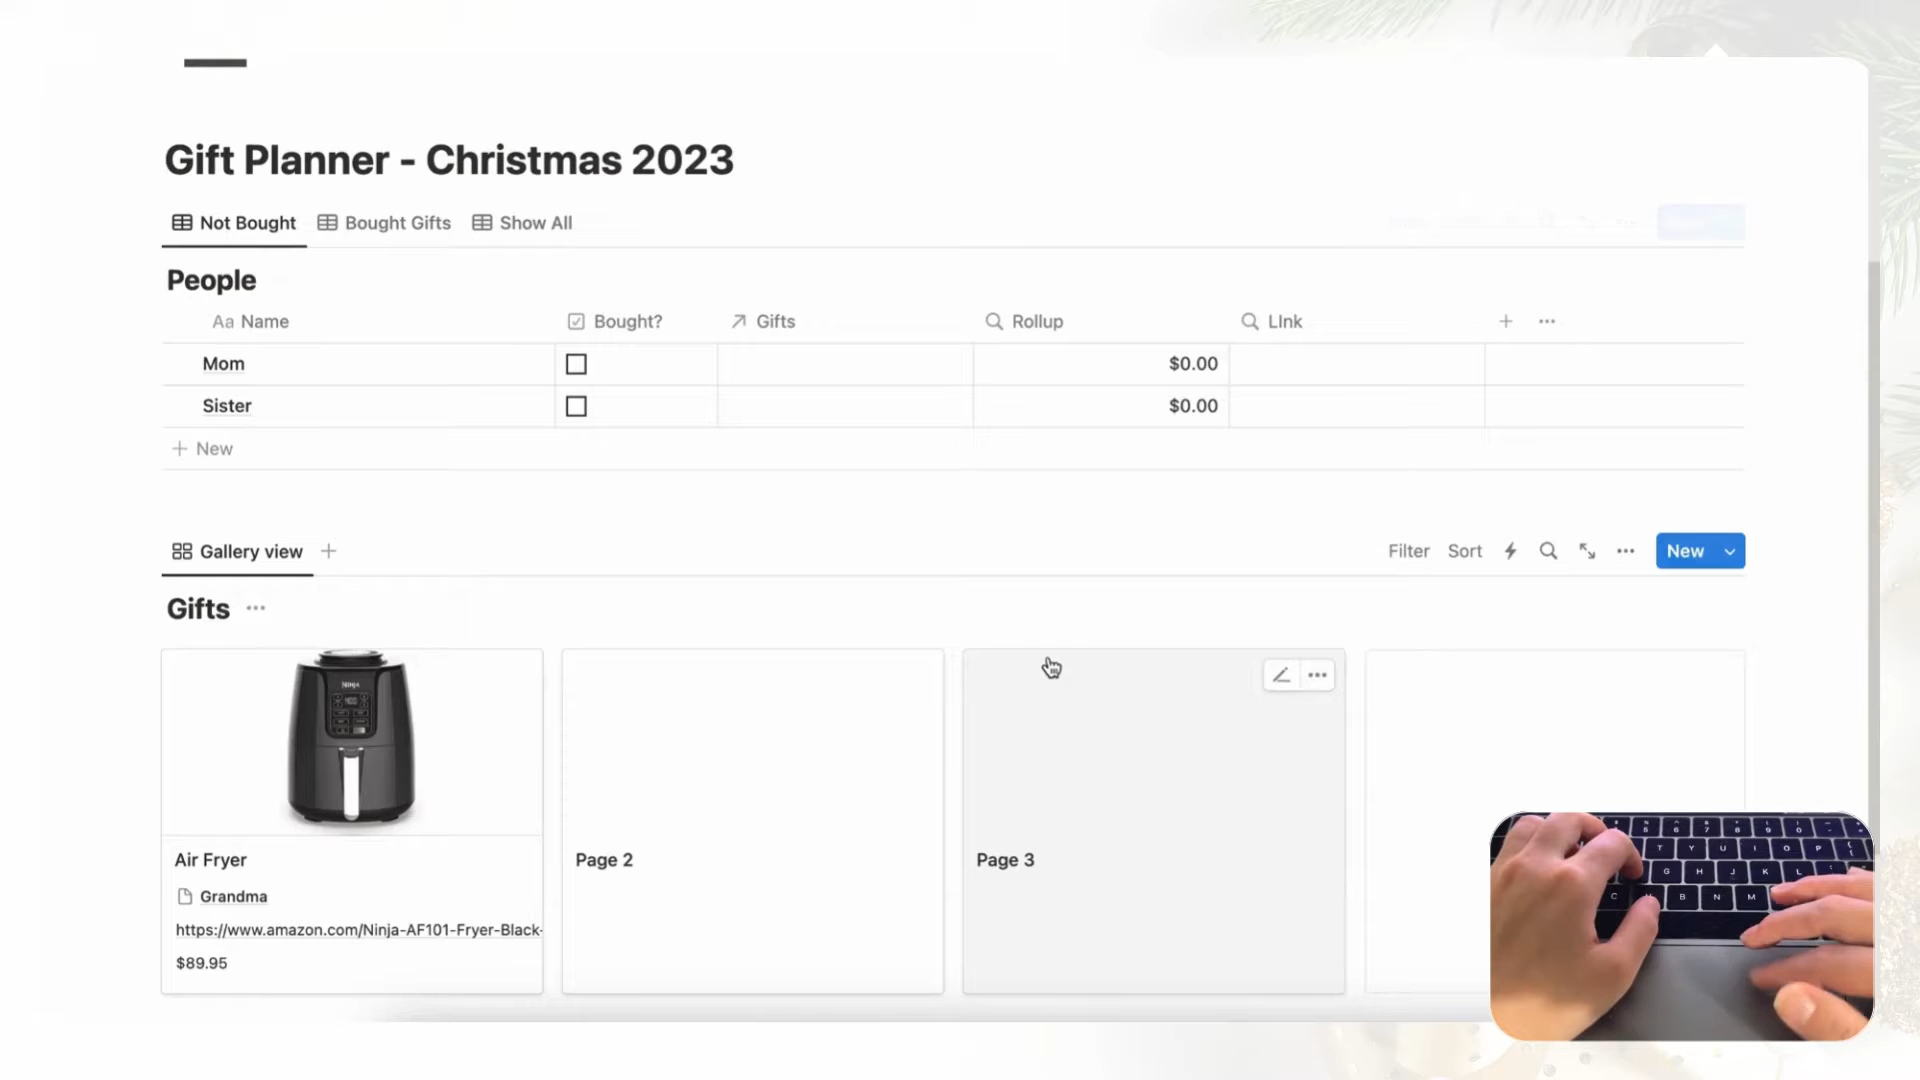 Gift Planner - Christmas 2023
Not Bought Bought Gifts Show All
People
Aa Name Bought? Gifts Rollup LInk
Mom $0.00
Sister $0.00
+ New
Gallery view +
Filter Sort New
Gifts
NINJA
Air Fryer
Grandma
https://www.amazon.com/Ninja-AF101-Fryer-Black-
$89.95
Page 2
Page 3
T Y U I O P
G H J K L
C B N M